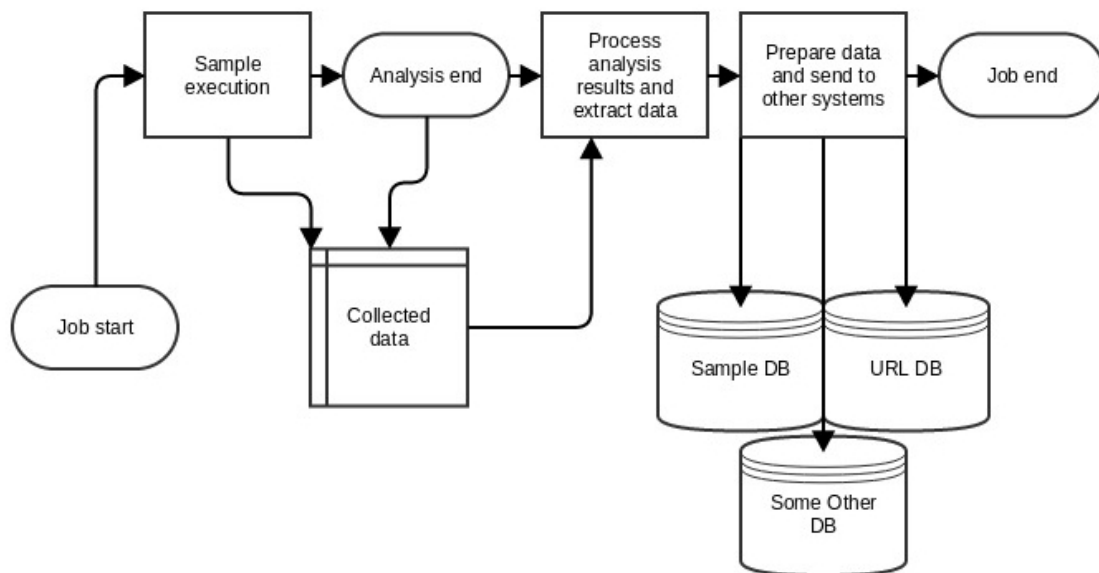 Sample
execution
Analysis end
Process
analysis
results and
extract data
Prepare data
and send to
other systems
Job end
Job start
Collected
data
Sample DB
URL DB
Some Other
DB